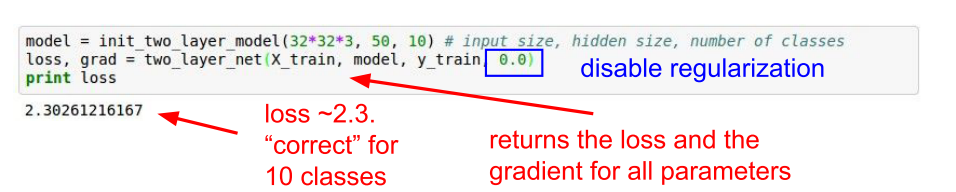 model = init_two_layer_model(32*32*3, 50, 10) # input size, hidden size, number of classes
loss, grad = two_layer_net(X_train, model, y_train, 0.0)
disable regularization
print loss
2.30261216167
loss ~2.3.
“correct” for
10 classes
returns the loss and the
gradient for all parameters